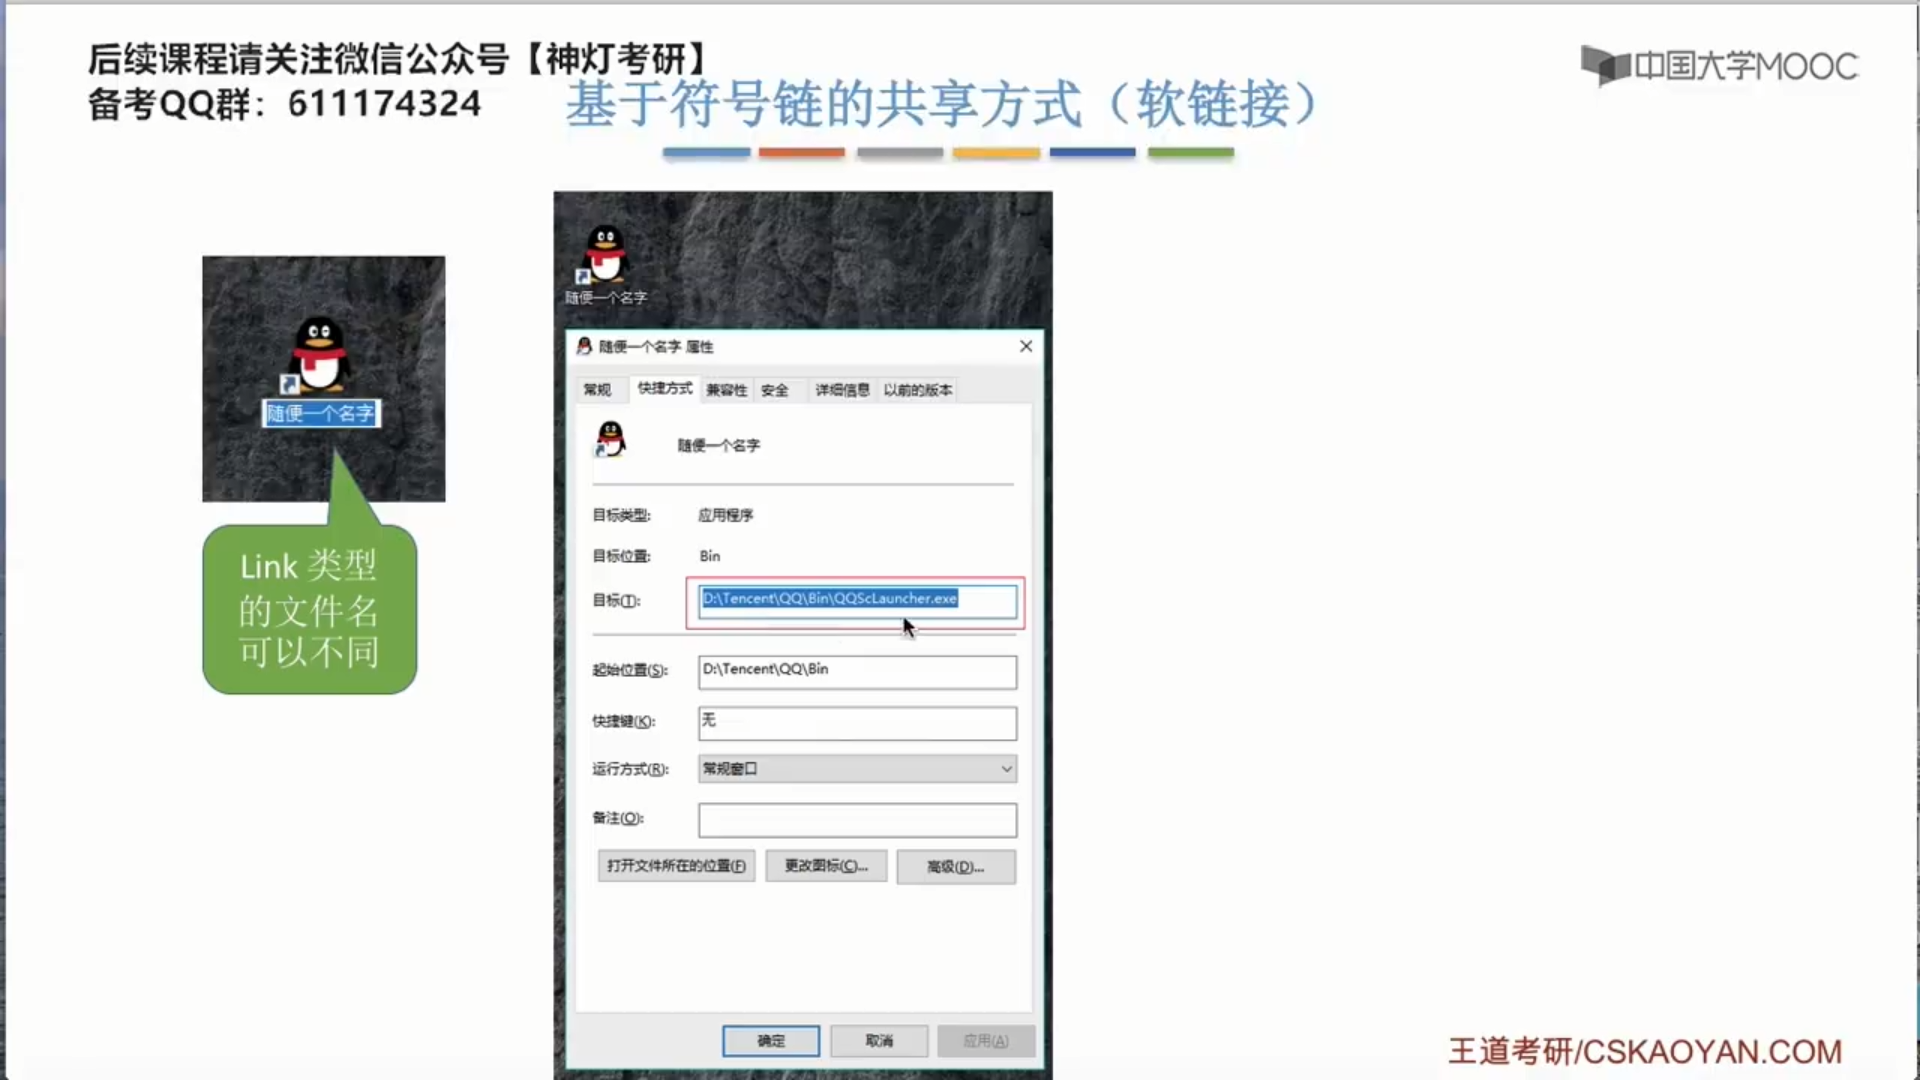 后续课程请关注微信公众号【神灯考研】
备考QQ群：611174324
基于符号链的共享方式（软链接）
中国大学MOOC
随便一个名字
Link 类型
的文件名
可以不同
随便一个名字
随便一个名字 属性
常规 快捷方式 兼容性 安全 详细信息 以前的版本
随便一个名字
目标类型: 应用程序
目标位置: Bin
目标(T): D:\Tencent\QQ\Bin\QQScLauncher.exe
起始位置(S): D:\Tencent\QQ\Bin
快捷键(K): 无
运行方式(R): 常规窗口
备注(O):
打开文件所在的位置(F) 更改图标(C)... 高级(D)...
确定 取消 应用(A)
王道考研/CSKAOYAN.COM